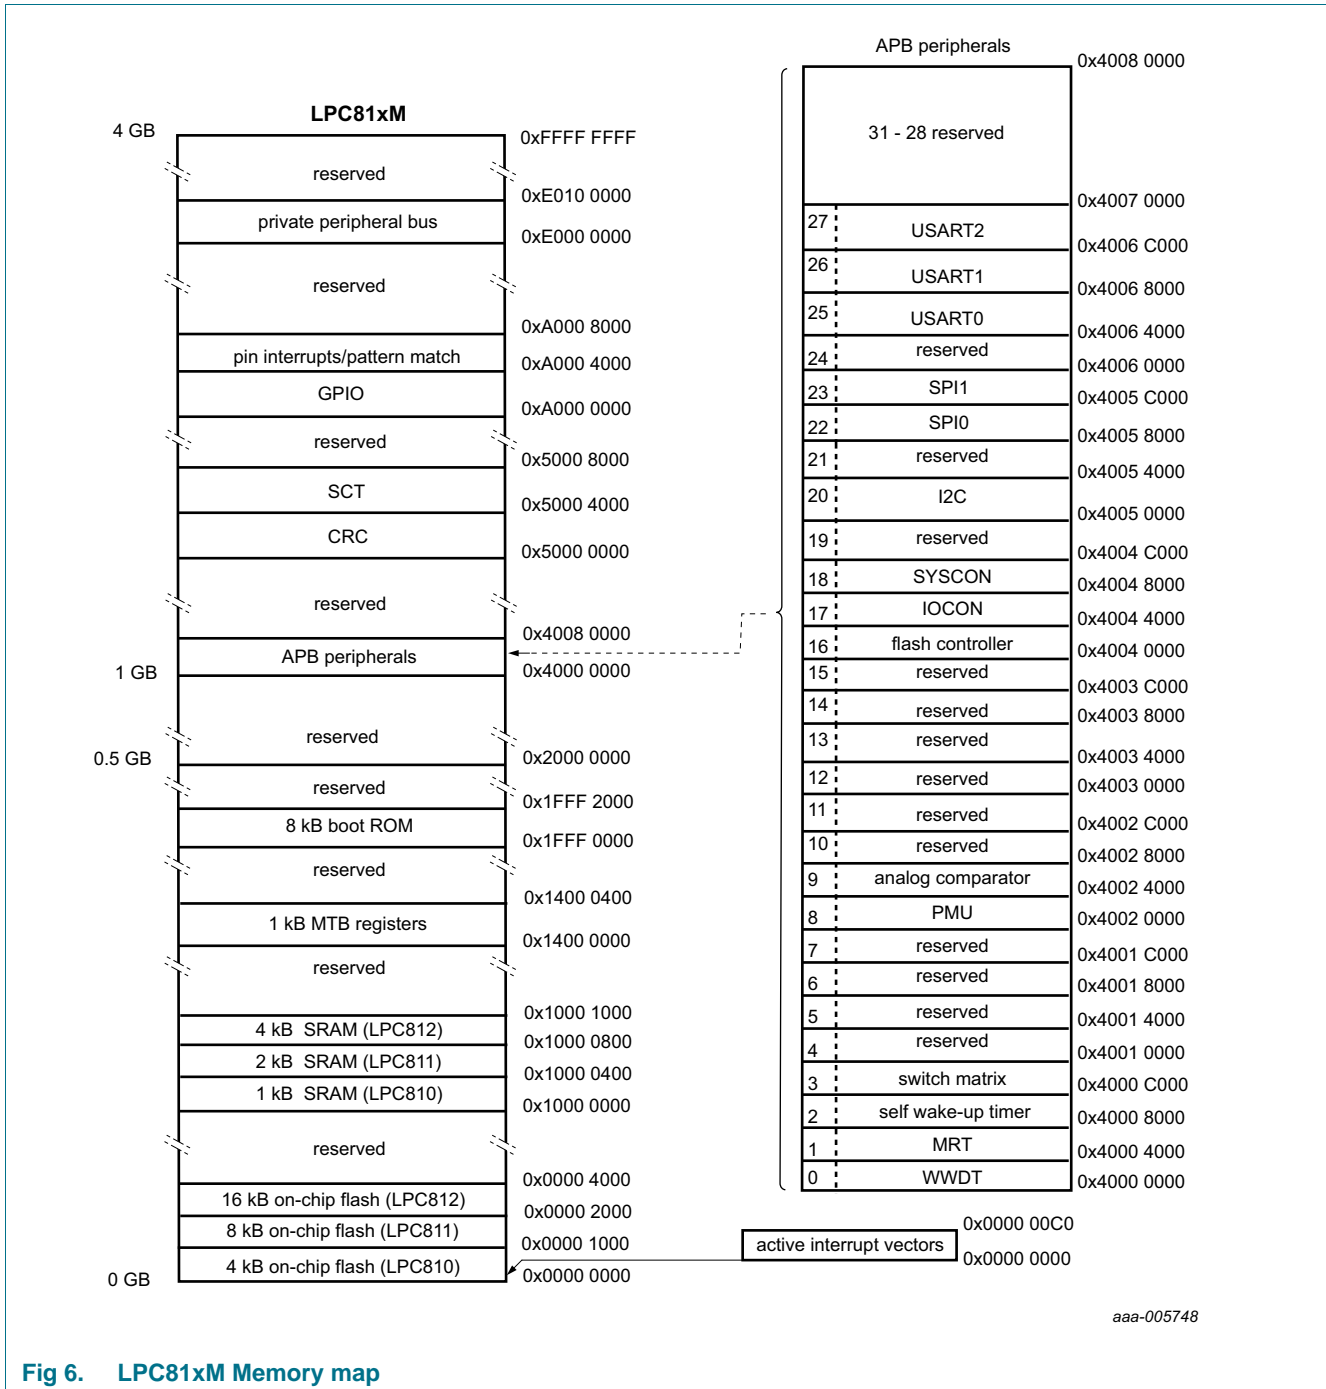 APB peripherals
0x4008 0000
LPC81xM
4 GB
0xFFFF FFFF
reserved
0xE010 0000
private peripheral bus
0xE000 0000
reserved
0xA000 8000
pin interrupts/pattern match
0xA000 4000
GPIO
0xA000 0000
reserved
0x5000 8000
SCT
0x5000 4000
CRC
0x5000 0000
reserved
0x4008 0000
APB peripherals
1 GB
0x4000 0000
reserved
0.5 GB
0x2000 0000
reserved
0x1FFF 2000
8 kB boot ROM
0x1FFF 0000
reserved
0x1400 0400
1 kB MTB registers
0x1400 0000
reserved
0x1000 1000
4 kB SRAM (LPC812)
0x1000 0800
2 kB SRAM (LPC811)
0x1000 0400
1 kB SRAM (LPC810)
0x1000 0000
reserved
0x0000 4000
16 kB on-chip flash (LPC812)
0x0000 2000
8 kB on-chip flash (LPC811)
0x0000 1000
4 kB on-chip flash (LPC810)
0 GB
0x0000 0000
31 - 28 reserved
0x4007 0000
27 USART2
0x4006 C000
26 USART1
0x4006 8000
25 USART0
0x4006 4000
24 reserved
0x4006 0000
23 SPI1
0x4005 C000
22 SPI0
0x4005 8000
21 reserved
0x4005 4000
20 I2C
0x4005 0000
19 reserved
0x4004 C000
18 SYSCON
0x4004 8000
17 IOCON
0x4004 4000
16 flash controller
0x4004 0000
15 reserved
0x4003 C000
14 reserved
0x4003 8000
13 reserved
0x4003 4000
12 reserved
0x4003 0000
11 reserved
0x4002 C000
10 reserved
0x4002 8000
9 analog comparator
0x4002 4000
8 PMU
0x4002 0000
7 reserved
0x4001 C000
6 reserved
0x4001 8000
5 reserved
0x4001 4000
4 reserved
0x4001 0000
3 switch matrix
0x4000 C000
2 self wake-up timer
0x4000 8000
1 MRT
0x4000 4000
0 WWDT
0x4000 0000
0x0000 00C0
active interrupt vectors
0x0000 0000
aaa-005748
Fig 6. LPC81xM Memory map